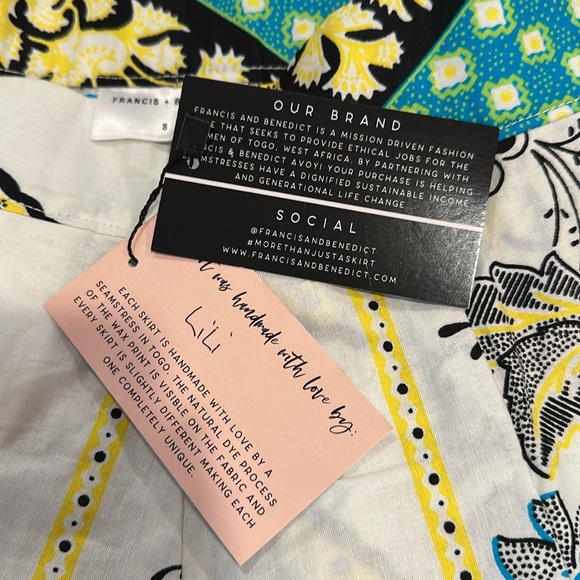 FRANCIS + B
S
OUR BRAND
FRANCIS AND BENEDICT IS A MISSION DRIVEN FASHION
THAT SEEKS TO PROVIDE ETHICAL JOBS FOR THE
MEN OF TOGO, WEST AFRICA. BY PARTNERING WITH
CIS & BENEDICT AVOYI YOUR PURCHASE IS HELPING
MSTRESSES HAVE A DIGNIFIED SUSTAINABLE INCOME
AND GENERATIONAL LIFE CHANGE.
SOCIAL
@FRANCISANDBENEDICT
#MORETHANJUSTASKIRT
WWW.FRANCISANDBENEDICT.COM
was handmade with love by:
LiLi
EACH SKIRT IS HANDMADE WITH LOVE BY A
SEAMSTRESS IN TOGO. THE NATURAL DYE PROCESS
OF THE WAX PRINT IS VISIBLE ON THE FABRIC AND
EVERY SKIRT IS SLIGHTLY DIFFERENT MAKING EACH
ONE COMPLETELY UNIQUE.